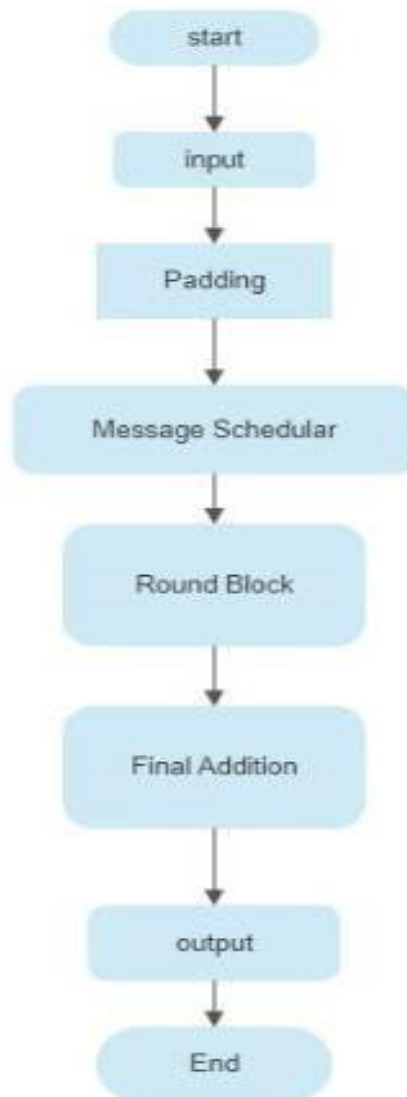 start
input
Padding
Message Schedular
Round Block
Final Addition
output
End